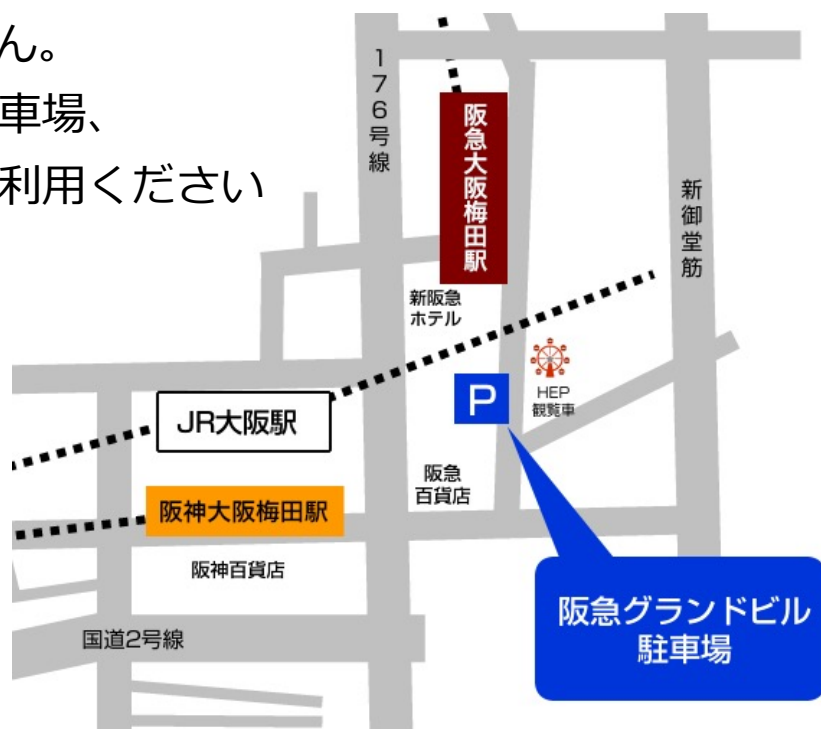 ん。
車場、
利用ください
176号線
阪急大阪梅田駅
新御堂筋
新阪急
ホテル
HEP
観覧車
P
JR大阪駅
阪急
百貨店
阪神大阪梅田駅
阪神百貨店
阪急グランドビル
駐車場
国道2号線